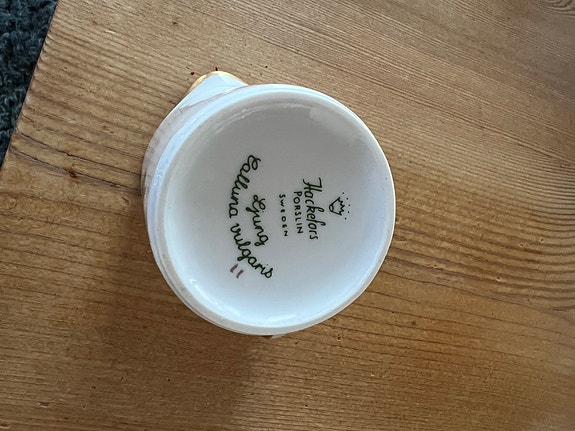 Hackefors
PORSLIN
SWEDEN
Ljung
Calluna vulgaris